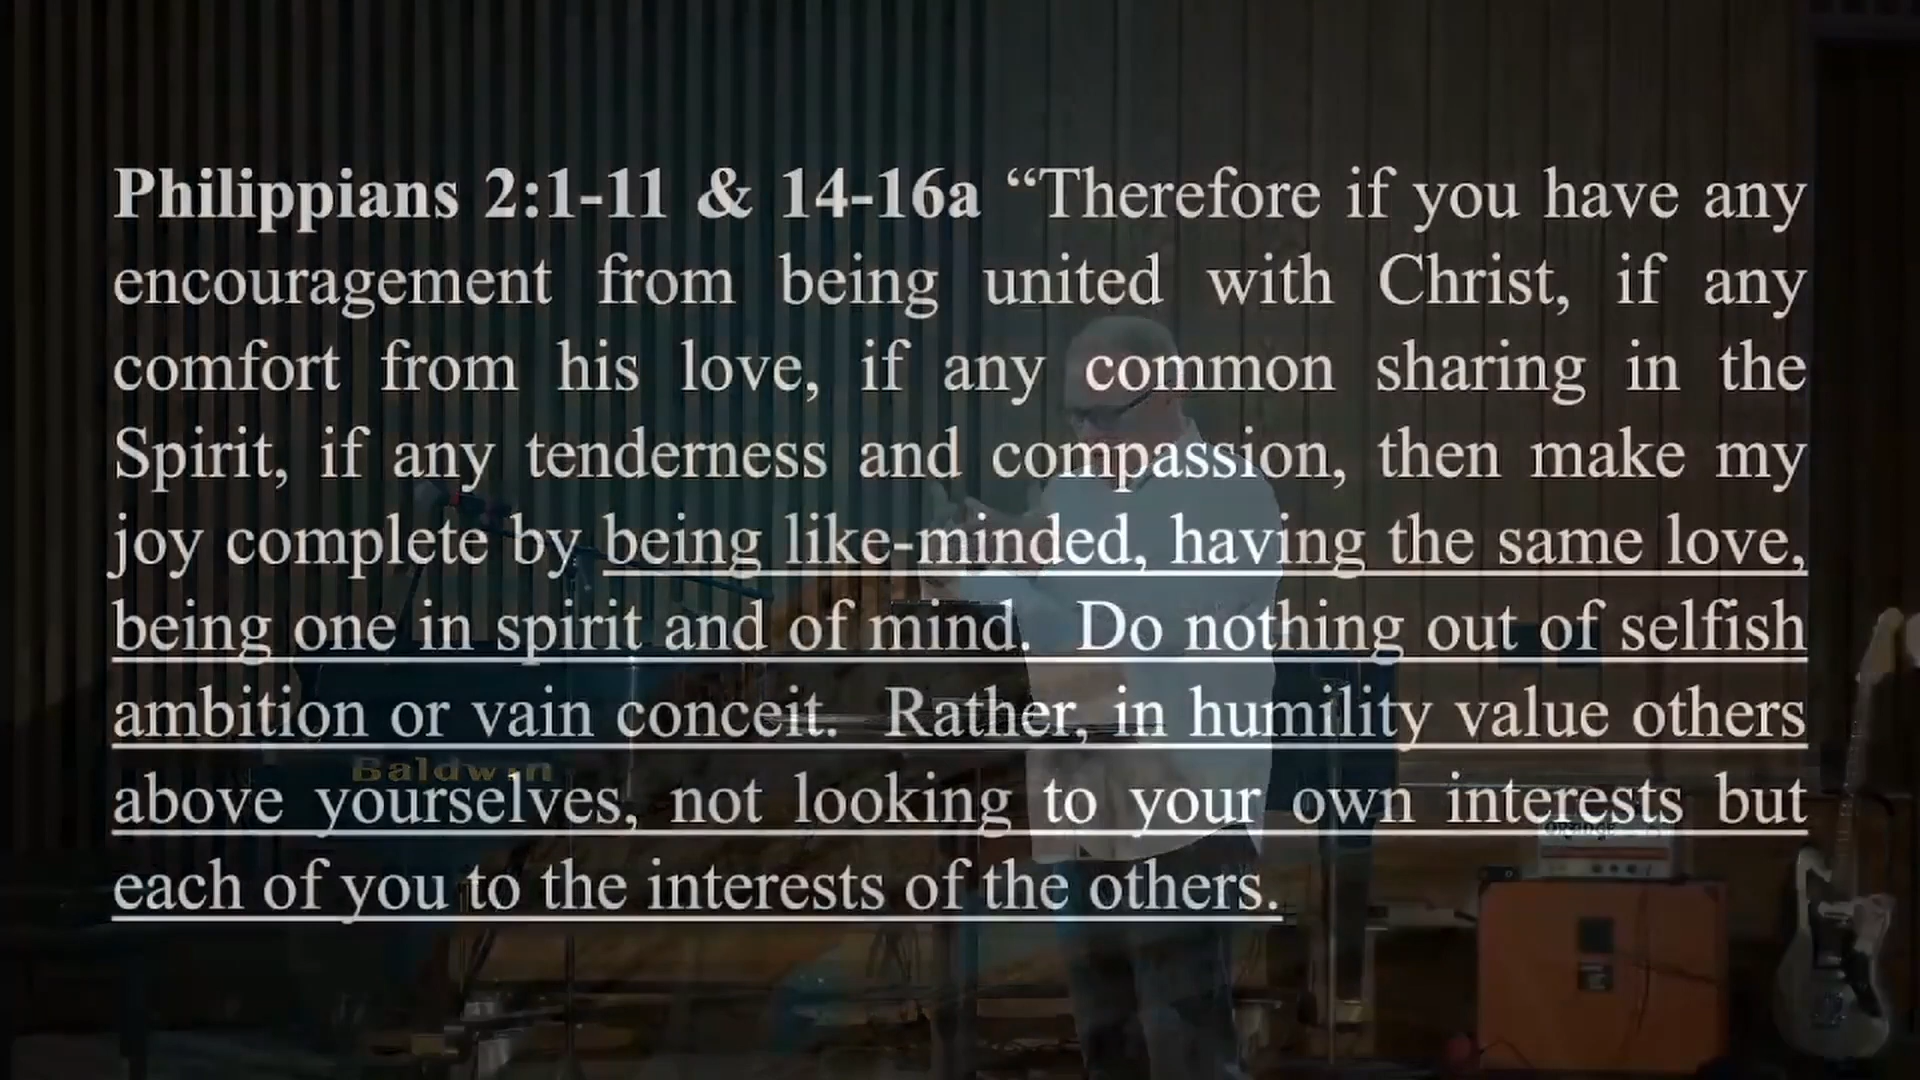 Philippians 2:1-11 & 14-16a “Therefore if you have any
encouragement from being united with Christ, if any
comfort from his love, if any common sharing in the
Spirit, if any tenderness and compassion, then make my
joy complete by being like-minded, having the same love,
being one in spirit and of mind.  Do nothing out of selfish
ambition or vain conceit.  Rather, in humility value others
Baldwin
above yourselves, not looking to your own interests but
ORANGE
each of you to the interests of the others.